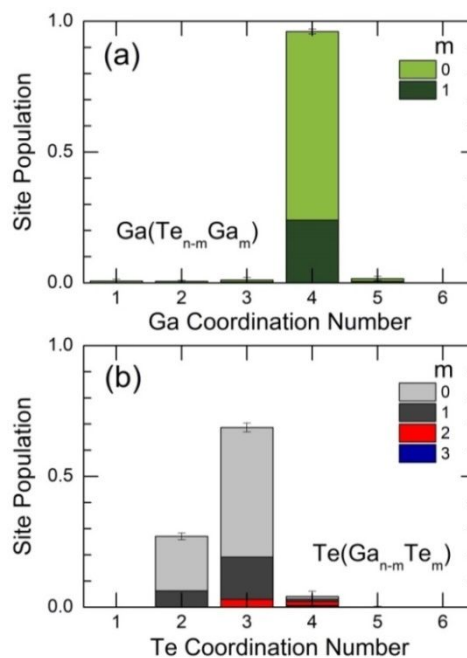 (a)
m
0
1
Ga(Te_{n-m}Ga_m)
1.0
0.5
0.0
Site Population
1 2 3 4 5 6
Ga Coordination Number
(b)
m
0
1
2
3
Te(Ga_{n-m}Te_m)
1.0
0.5
0.0
Site Population
1 2 3 4 5 6
Te Coordination Number